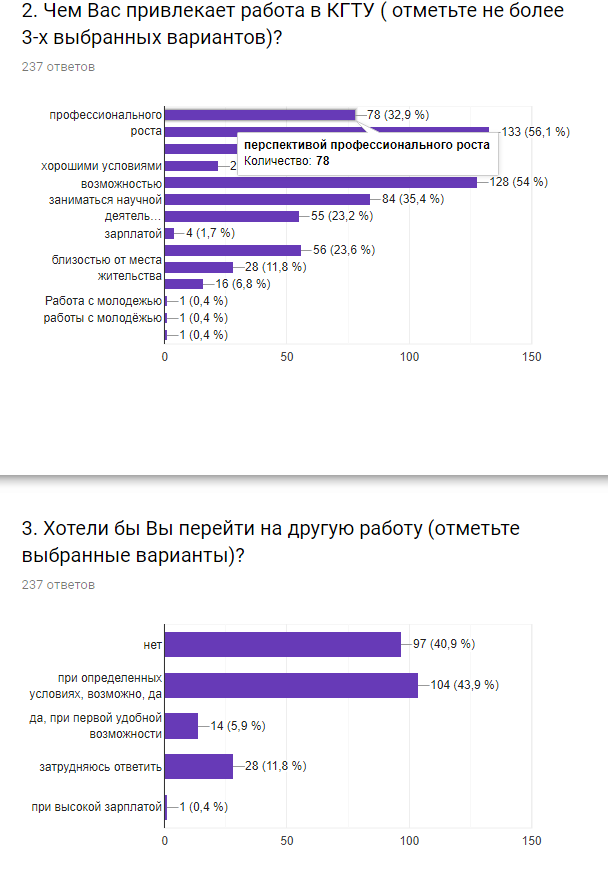 2. Чем Вас привлекает работа в КГТУ ( отметьте не более
3-х выбранных вариантов)?
237 ответов
профессионального
роста
78 (32,9 %)
133 (56,1 %)
перспективой профессионального роста
Количество: 78
хорошими условиями
2
возможностью
заниматься научной
деятель...
128 (54 %)
84 (35,4 %)
55 (23,2 %)
зарплатой
4 (1,7 %)
56 (23,6 %)
близостью от места
жительства
28 (11,8 %)
16 (6,8 %)
Работа с молодежью
1 (0,4 %)
работы с молодёжью
1 (0,4 %)
1 (0,4 %)
0 50 100 150
3. Хотели бы Вы перейти на другую работу (отметьте
выбранные варианты)?
237 ответов
нет
97 (40,9 %)
при определенных
условиях, возможно, да
104 (43,9 %)
да, при первой удобной
возможности
14 (5,9 %)
затрудняюсь ответить
28 (11,8 %)
при высокой зарплатой
1 (0,4 %)
0 50 100 150